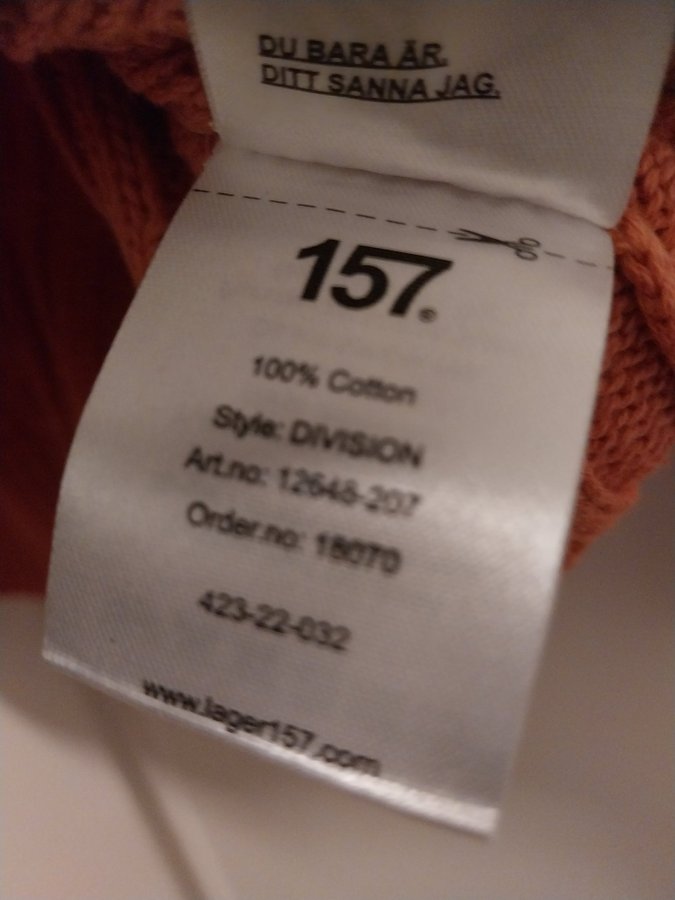 DU BARA ÄR.
DITT SANNA JAG.
157®
100% Cotton
Style: DIVISION
Art.no: 12648-207
Order.no: 18070
423-22-032
www.lager157.com